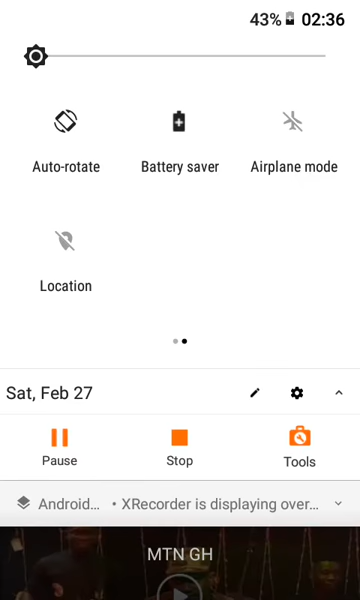 43% 02:36
Auto-rotate Battery saver Airplane mode
Location
Sat, Feb 27
Pause Stop Tools
Android... • XRecorder is displaying over...
MTN GH